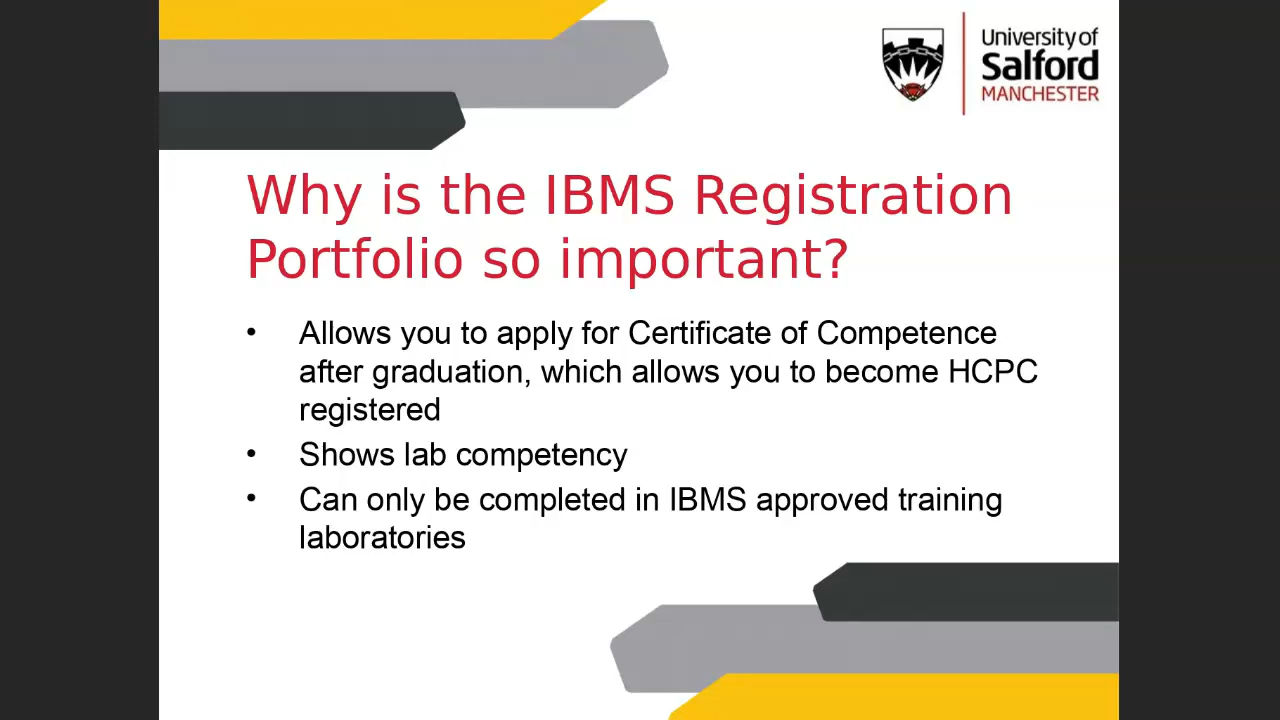 University of
Salford
MANCHESTER
Why is the IBMS Registration
Portfolio so important?
• Allows you to apply for Certificate of Competence
after graduation, which allows you to become HCPC
registered
• Shows lab competency
• Can only be completed in IBMS approved training
laboratories